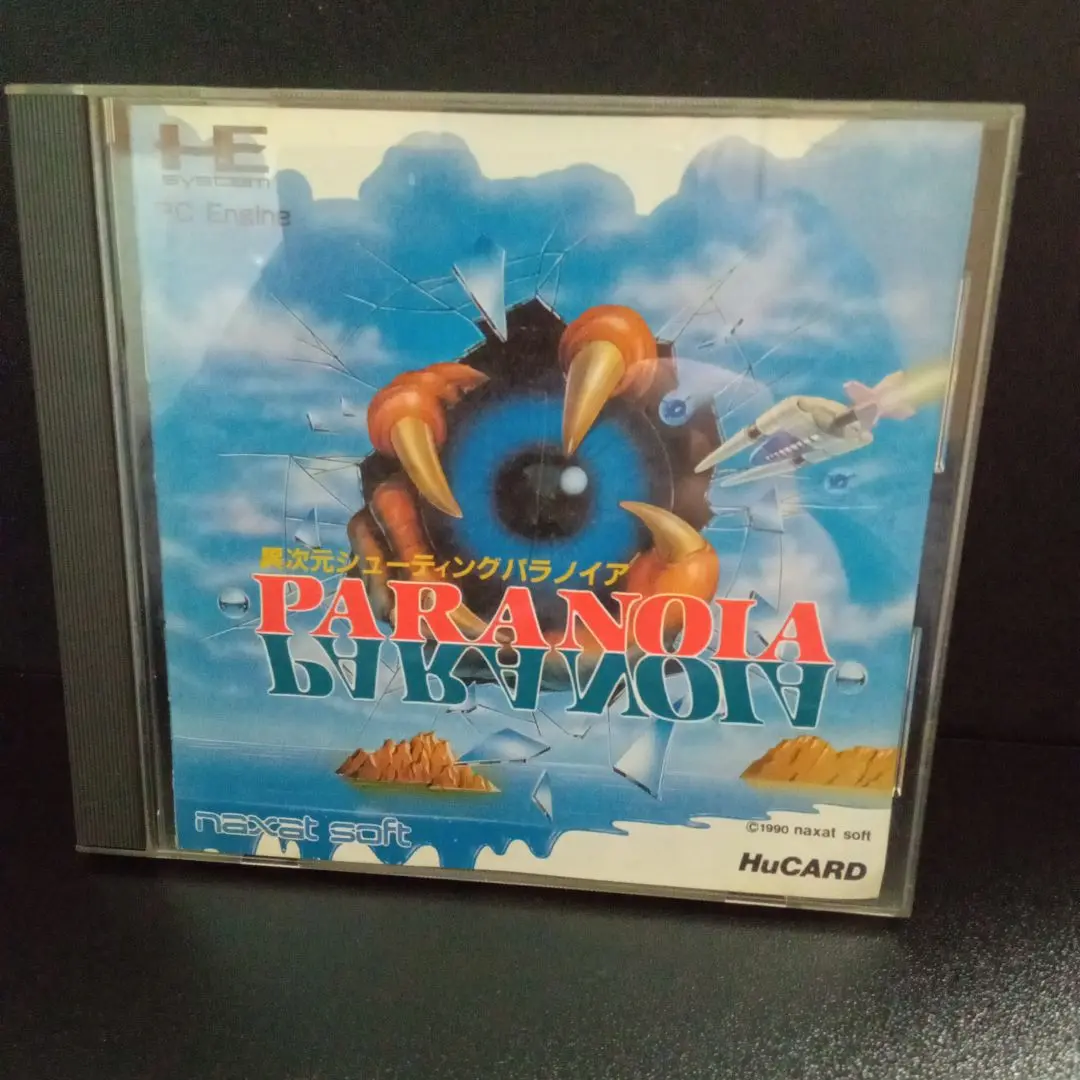 HE
system
PC Engine
異次元シューティングパラノイア
PARANOIA
PARANOIA
naxat soft
©1990 naxat soft
HuCARD